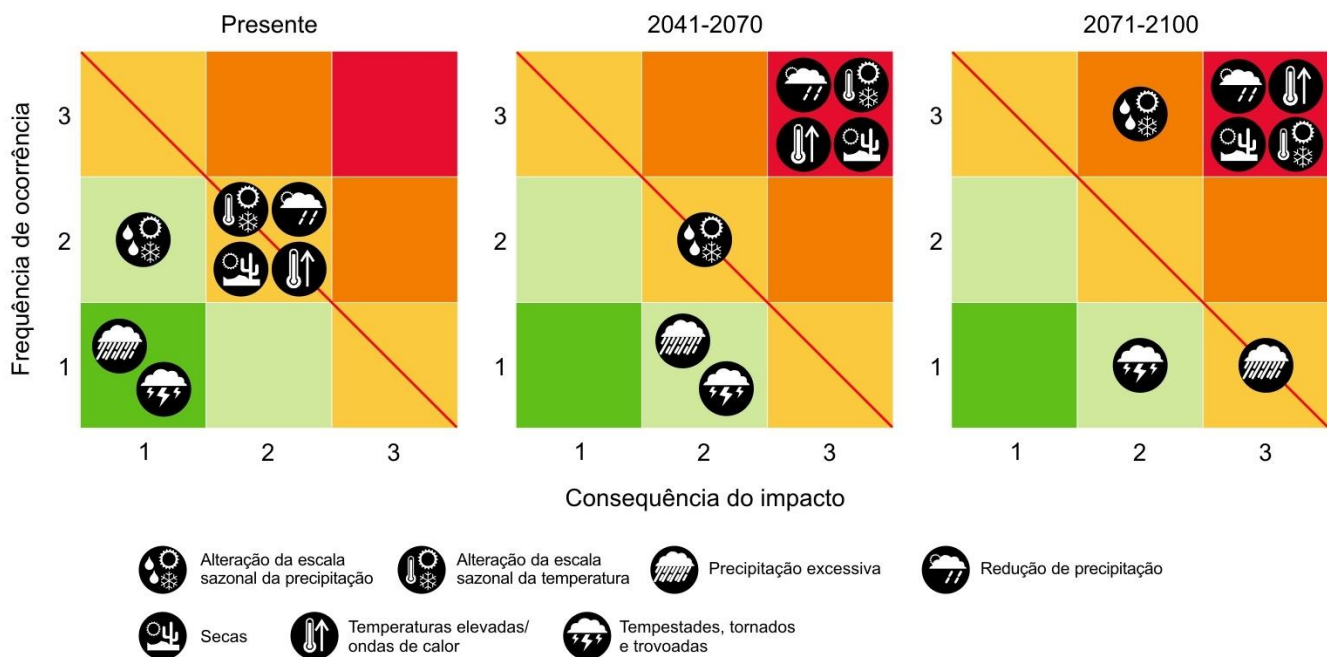 Presente
2041-2070
2071-2100
Frequência de ocorrência
3
2
1
3
2
1
3
2
1
1
2
3
1
2
3
1
2
3
Consequência do impacto
Alteração da escala
sazonal da precipitação
Alteração da escala
sazonal da temperatura
Precipitação excessiva
Redução de precipitação
Secas
Temperaturas elevadas/
ondas de calor
Tempestades, tornados
e trovoadas